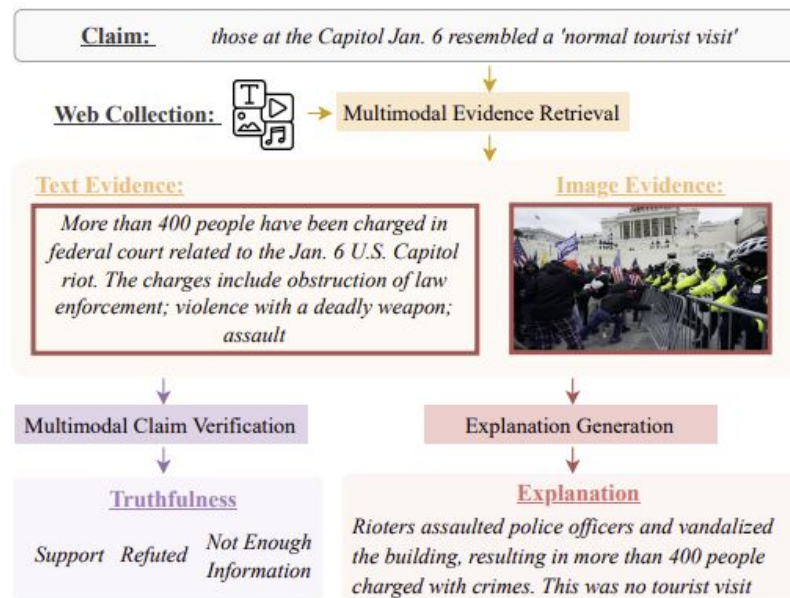 Claim: those at the Capitol Jan. 6 resembled a 'normal tourist visit'
Web Collection:
T
Multimodal Evidence Retrieval
Text Evidence:
More than 400 people have been charged in
federal court related to the Jan. 6 U.S. Capitol
riot. The charges include obstruction of law
enforcement; violence with a deadly weapon;
assault
Image Evidence:
Multimodal Claim Verification
Explanation Generation
Truthfulness
Support
Refuted
Not Enough
Information
Explanation
Rioters assaulted police officers and vandalized
the building, resulting in more than 400 people
charged with crimes. This was no tourist visit